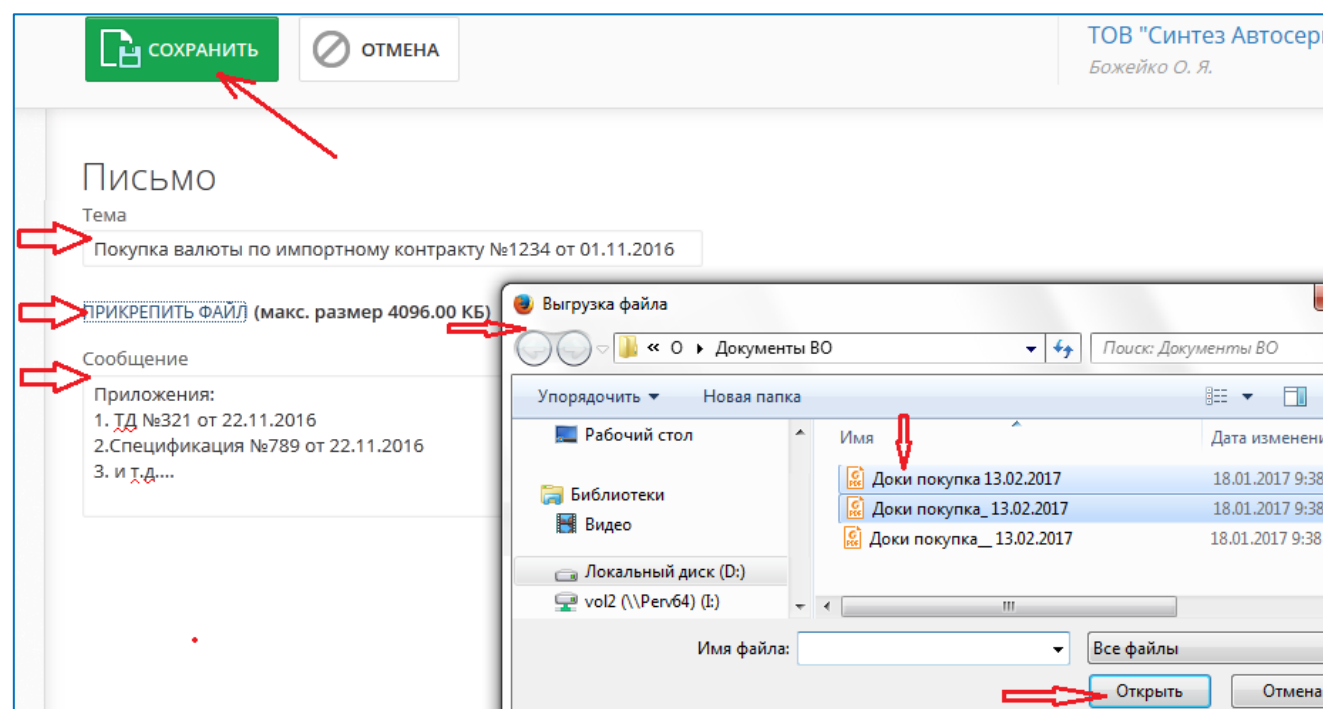 СОХРАНИТЬ
ОТМЕНА
ТОВ "Синтез Автосер
Божейко О. Я.
Письмо
Тема
Покупка валюты по импортному контракту №1234 от 01.11.2016
ПРИКРЕПИТЬ ФАЙЛ (макс. размер 4096.00 КБ)
Сообщение
Приложения:
1. ТД №321 от 22.11.2016
2.Спецификация №789 от 22.11.2016
3. и т.д....
Выгрузка файла
« О Документы ВО
Поиск: Документы ВО
Упорядочить
Новая папка
Рабочий стол
Библиотеки
Видео
Локальный диск (D:)
vol2 (\\Perv64) (I:)
Имя
Дата изменени
Доки покупка 13.02.2017
18.01.2017 9:38
Доки покупка_ 13.02.2017
18.01.2017 9:38
Доки покупка__ 13.02.2017
18.01.2017 9:38
Имя файла:
Все файлы
Открыть
Отмена